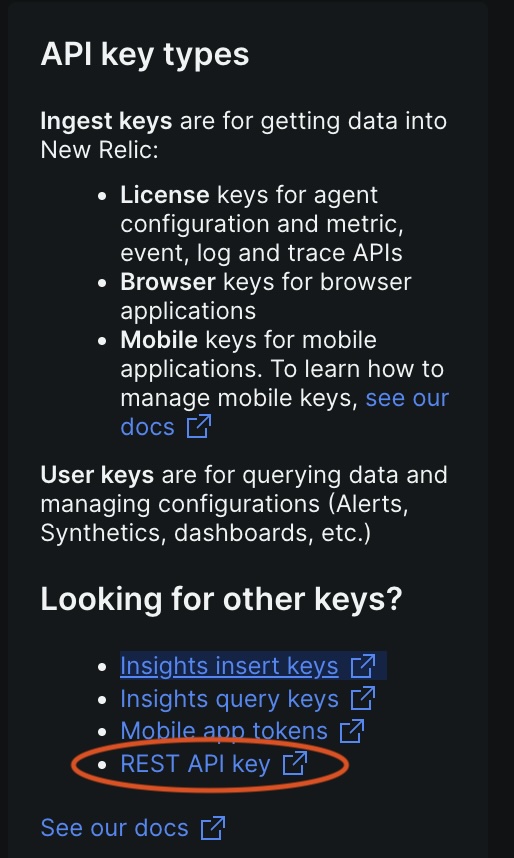 API key types
Ingest keys are for getting data into
New Relic:
License keys for agent
configuration and metric,
event, log and trace APIs
Browser keys for browser
applications
Mobile keys for mobile
applications. To learn how to
manage mobile keys, see our
docs
User keys are for querying data and
managing configurations (Alerts,
Synthetics, dashboards, etc.)
Looking for other keys?
Insights insert keys
Insights query keys
Mobile app tokens
REST API key
See our docs